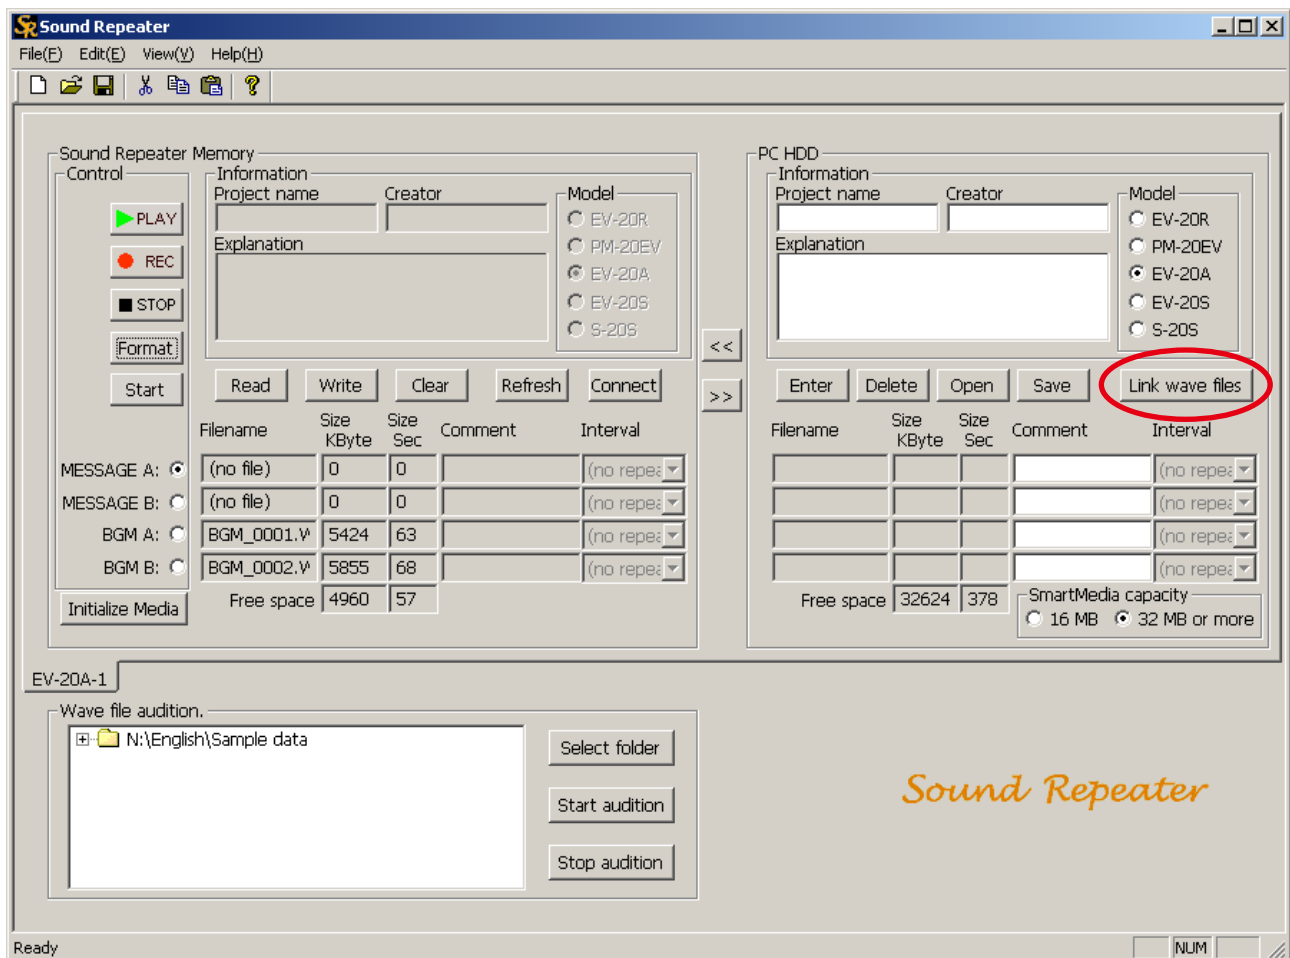 Sound Repeater
File(F) Edit(E) View(V) Help(H)
Sound Repeater Memory
Control
PLAY
REC
STOP
Format
Start
Information
Project name Creator
Explanation
Model
EV-20R
PM-20EV
EV-20A
EV-20S
S-20S
Read Write Clear Refresh Connect
Filename Size KByte Size Sec Comment Interval
MESSAGE A: (no file) 0 0 (no repea
MESSAGE B: (no file) 0 0 (no repea
BGM A: BGM_0001.W 5424 63 (no repea
BGM B: BGM_0002.W 5855 68 (no repea
Initialize Media
Free space 4960 57
<<
>>
PC HDD
Information
Project name Creator
Explanation
Model
EV-20R
PM-20EV
EV-20A
EV-20S
S-20S
Enter Delete Open Save Link wave files
Filename Size KByte Size Sec Comment Interval
(no repea
(no repea
(no repea
(no repea
Free space 32624 378
SmartMedia capacity
16 MB 32 MB or more
EV-20A-1
Wave file audition.
N:\English\Sample data
Select folder
Start audition
Stop audition
Sound Repeater
Ready NUM